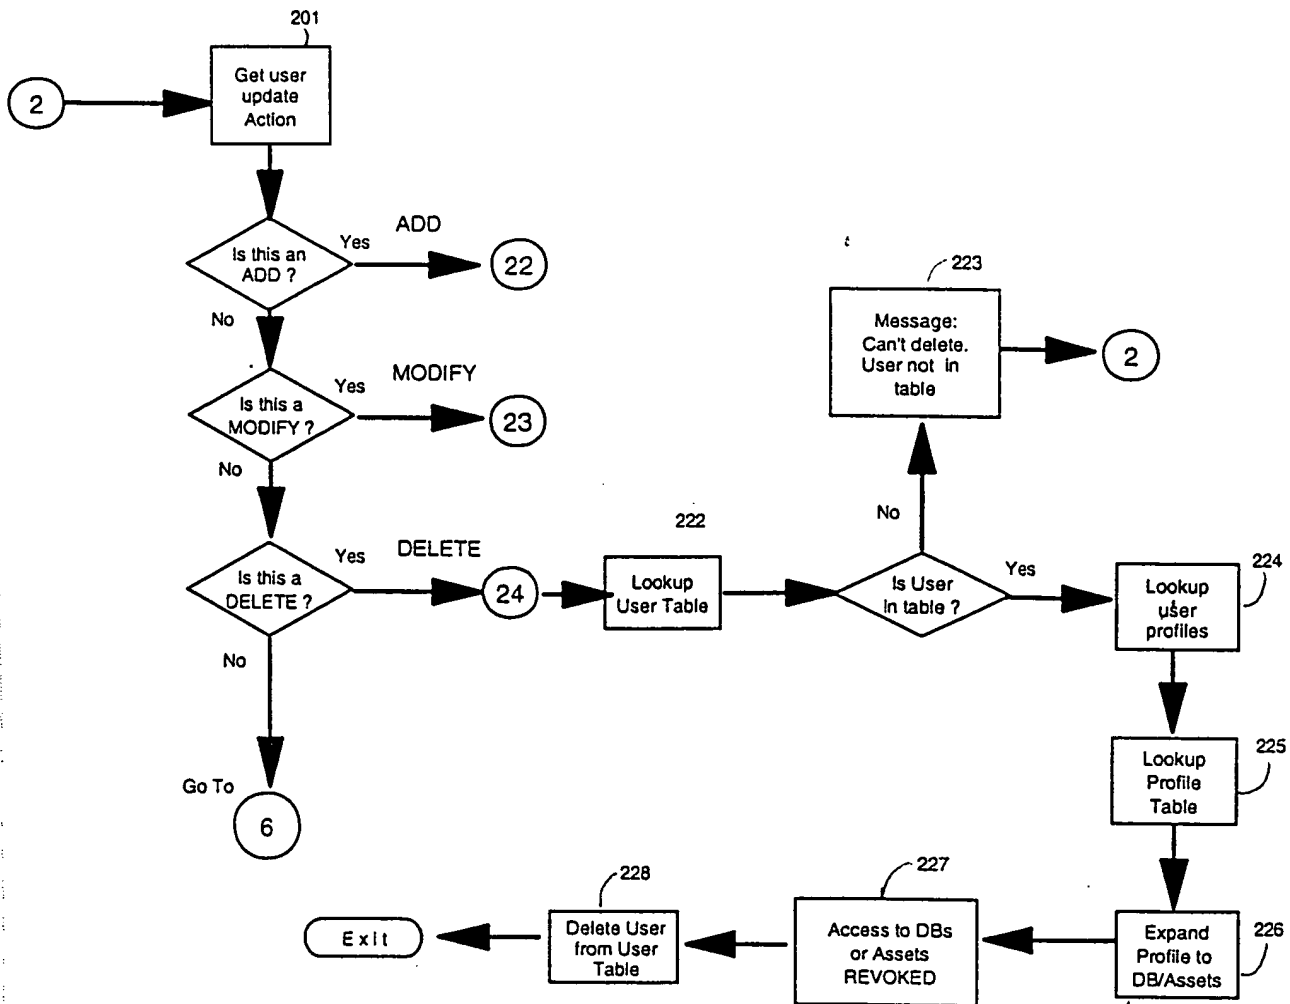 201
Get user
update
Action
2
Is this an
ADD ?
Yes
ADD
22
No
Is this a
MODIFY ?
Yes
MODIFY
23
No
Is this a
DELETE ?
Yes
DELETE
24
222
Lookup
User Table
Is User
In table ?
No
223
Message:
Can't delete.
User not in
table
2
Yes
224
Lookup
user
profiles
225
Lookup
Profile
Table
226
Expand
Profile to
DB/Assets
227
Access to DBs
or Assets
REVOKED
228
Delete User
from User
Table
Exit
No
Go To
6